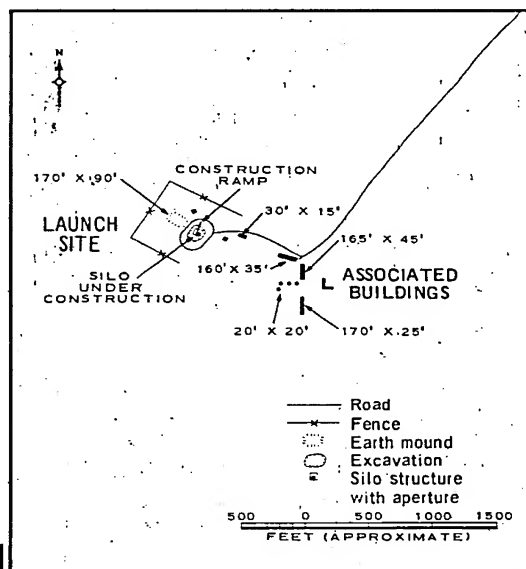 N
170' X 90'
CONSTRUCTION
RAMP
30' X 15'
LAUNCH
SITE
165' X 45'
160' X 35'
SILO
UNDER
CONSTRUCTION
ASSOCIATED
BUILDINGS
20' X 20'
170' X 25'
Road
Fence
Earth mound
Excavation
Silo structure
with aperture
500 0 500 1000 1500
FEET (APPROXIMATE)